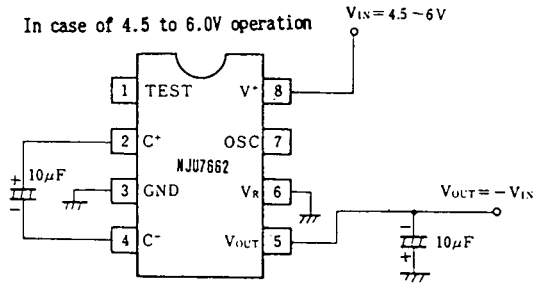 In case of 4.5 to 6.0V operation
VIN=4.5~6V
1 TEST V+ 8
2 C+ OSC 7
NJU7662
+ 10μF −
3 GND VR 6
4 C− VOUT 5
VOUT=−VIN
− 10μF +